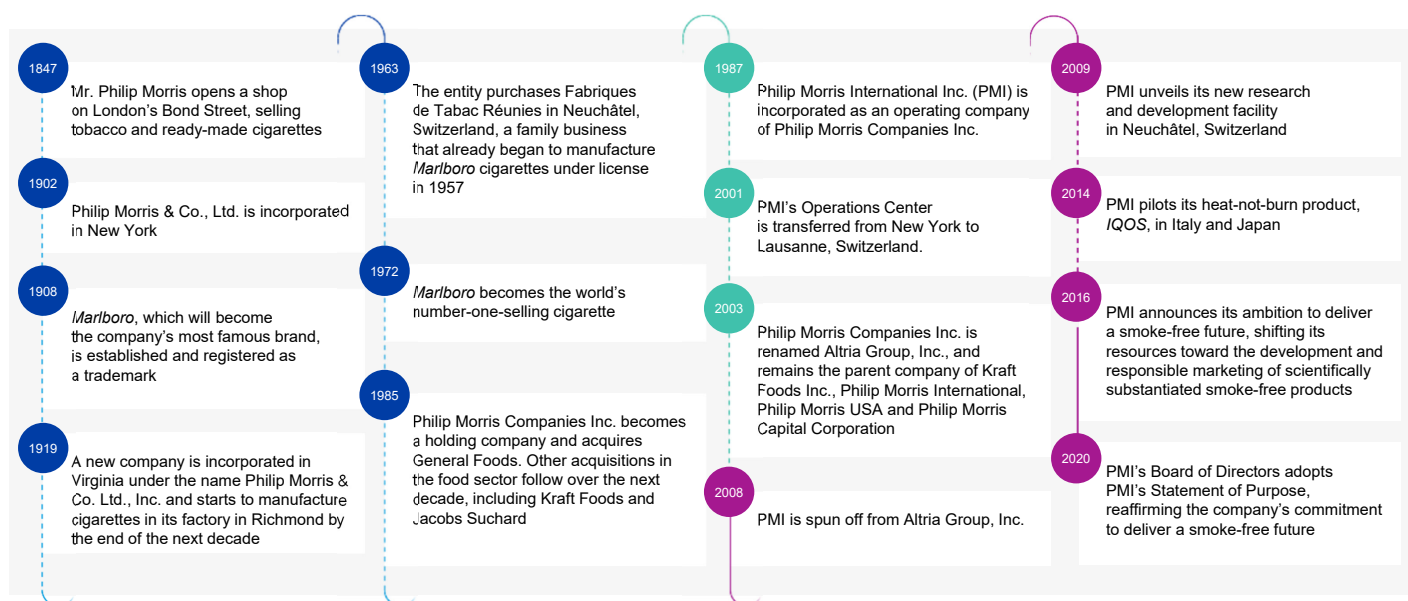 1847
Mr. Philip Morris opens a shop
on London's Bond Street, selling
tobacco and ready-made cigarettes
1902
Philip Morris & Co., Ltd. is incorporated
in New York
1908
Marlboro, which will become
the company's most famous brand,
is established and registered as
a trademark
1919
A new company is incorporated in
Virginia under the name Philip Morris &
Co. Ltd., Inc. and starts to manufacture
cigarettes in its factory in Richmond by
the end of the next decade
1963
The entity purchases Fabriques
de Tabac Réunies in Neuchâtel,
Switzerland, a family business
that already began to manufacture
Marlboro cigarettes under license
in 1957
1972
Marlboro becomes the world's
number-one-selling cigarette
1985
Philip Morris Companies Inc. becomes
a holding company and acquires
General Foods. Other acquisitions in
the food sector follow over the next
decade, including Kraft Foods and
Jacobs Suchard
1987
Philip Morris International Inc. (PMI) is
incorporated as an operating company
of Philip Morris Companies Inc.
2001
PMI's Operations Center
is transferred from New York to
Lausanne, Switzerland.
2003
Philip Morris Companies Inc. is
renamed Altria Group, Inc., and
remains the parent company of Kraft
Foods Inc., Philip Morris International,
Philip Morris USA and Philip Morris
Capital Corporation
2008
PMI is spun off from Altria Group, Inc.
2009
PMI unveils its new research
and development facility
in Neuchâtel, Switzerland
2014
PMI pilots its heat-not-burn product,
IQOS, in Italy and Japan
2016
PMI announces its ambition to deliver
a smoke-free future, shifting its
resources toward the development and
responsible marketing of scientifically
substantiated smoke-free products
2020
PMI's Board of Directors adopts
PMI's Statement of Purpose,
reaffirming the company's commitment
to deliver a smoke-free future